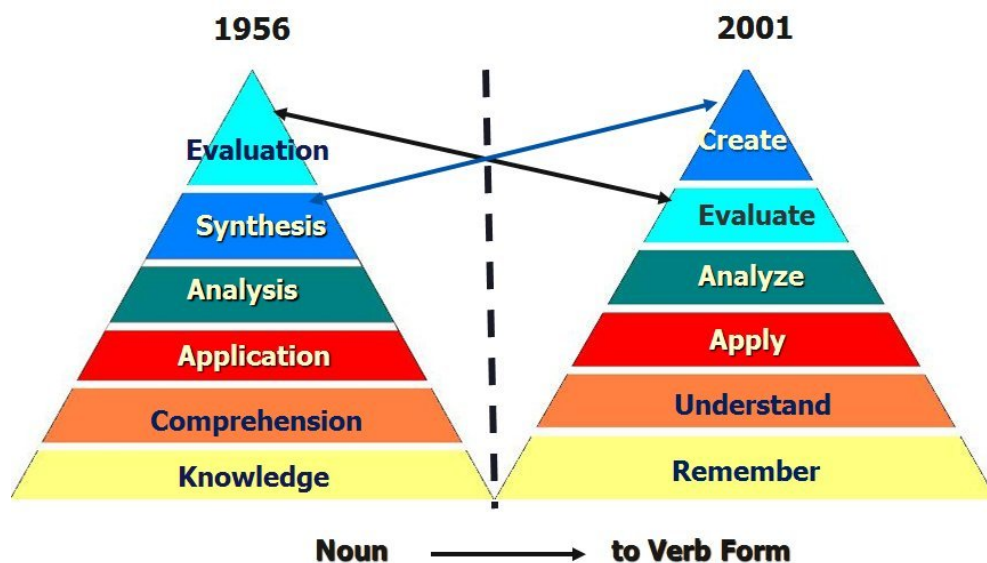 1956
Evaluation
Synthesis
Analysis
Application
Comprehension
Knowledge
2001
Create
Evaluate
Analyze
Apply
Understand
Remember
Noun to Verb Form